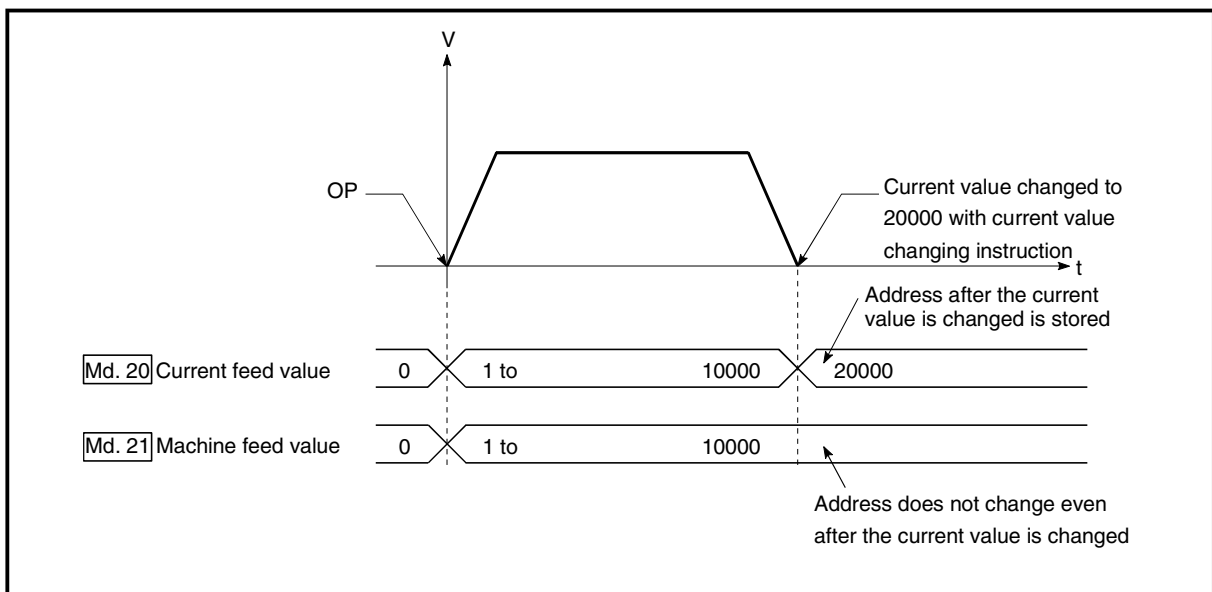 V
OP
Current value changed to
20000 with current value
changing instruction
t
Address after the current
value is changed is stored
Md. 20 Current feed value 0 1 to 10000 20000
Md. 21 Machine feed value 0 1 to 10000
Address does not change even
after the current value is changed